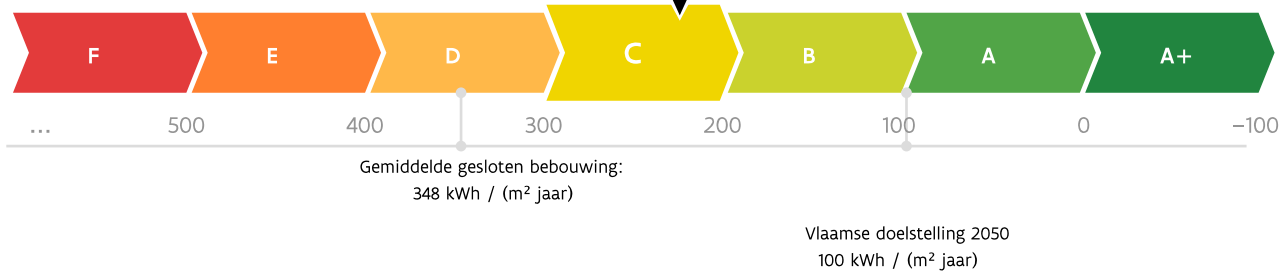 F E D C B A A+
... 500 400 300 200 100 0 −100
Gemiddelde gesloten bebouwing:
348 kWh / (m² jaar)
Vlaamse doelstelling 2050
100 kWh / (m² jaar)